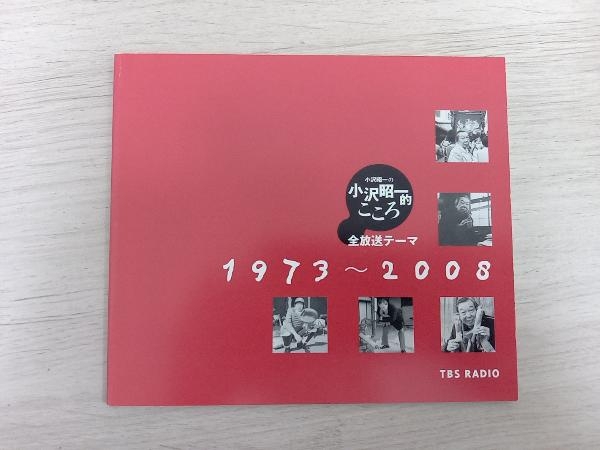 小沢昭一の
小沢昭一的
こころ
全放送テーマ
1973～2008
TBS RADIO